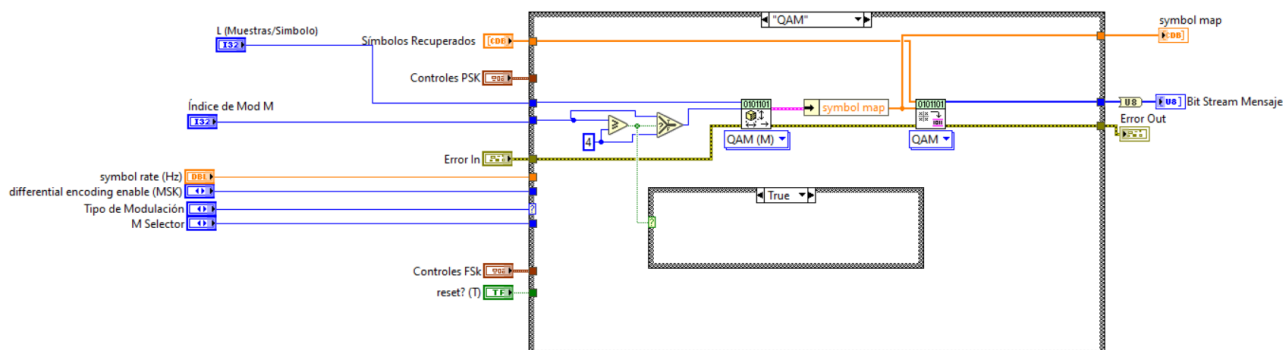 "QAM"
symbol map
[DB]
L (Muestras/Simbolo)
I32
Símbolos Recuperados
[CDB]
Controles PSK
Índice de Mod M
I32
0101101
symbol map
0101101
U8
[U8]
Bit Stream Mensaje
Error Out
4
QAM (M)
QAM
Error In
symbol rate (Hz)
DBL
differential encoding enable (MSK)
Tipo de Modulación
?
M Selector
True
?
Controles FSk
reset? (T)
TF